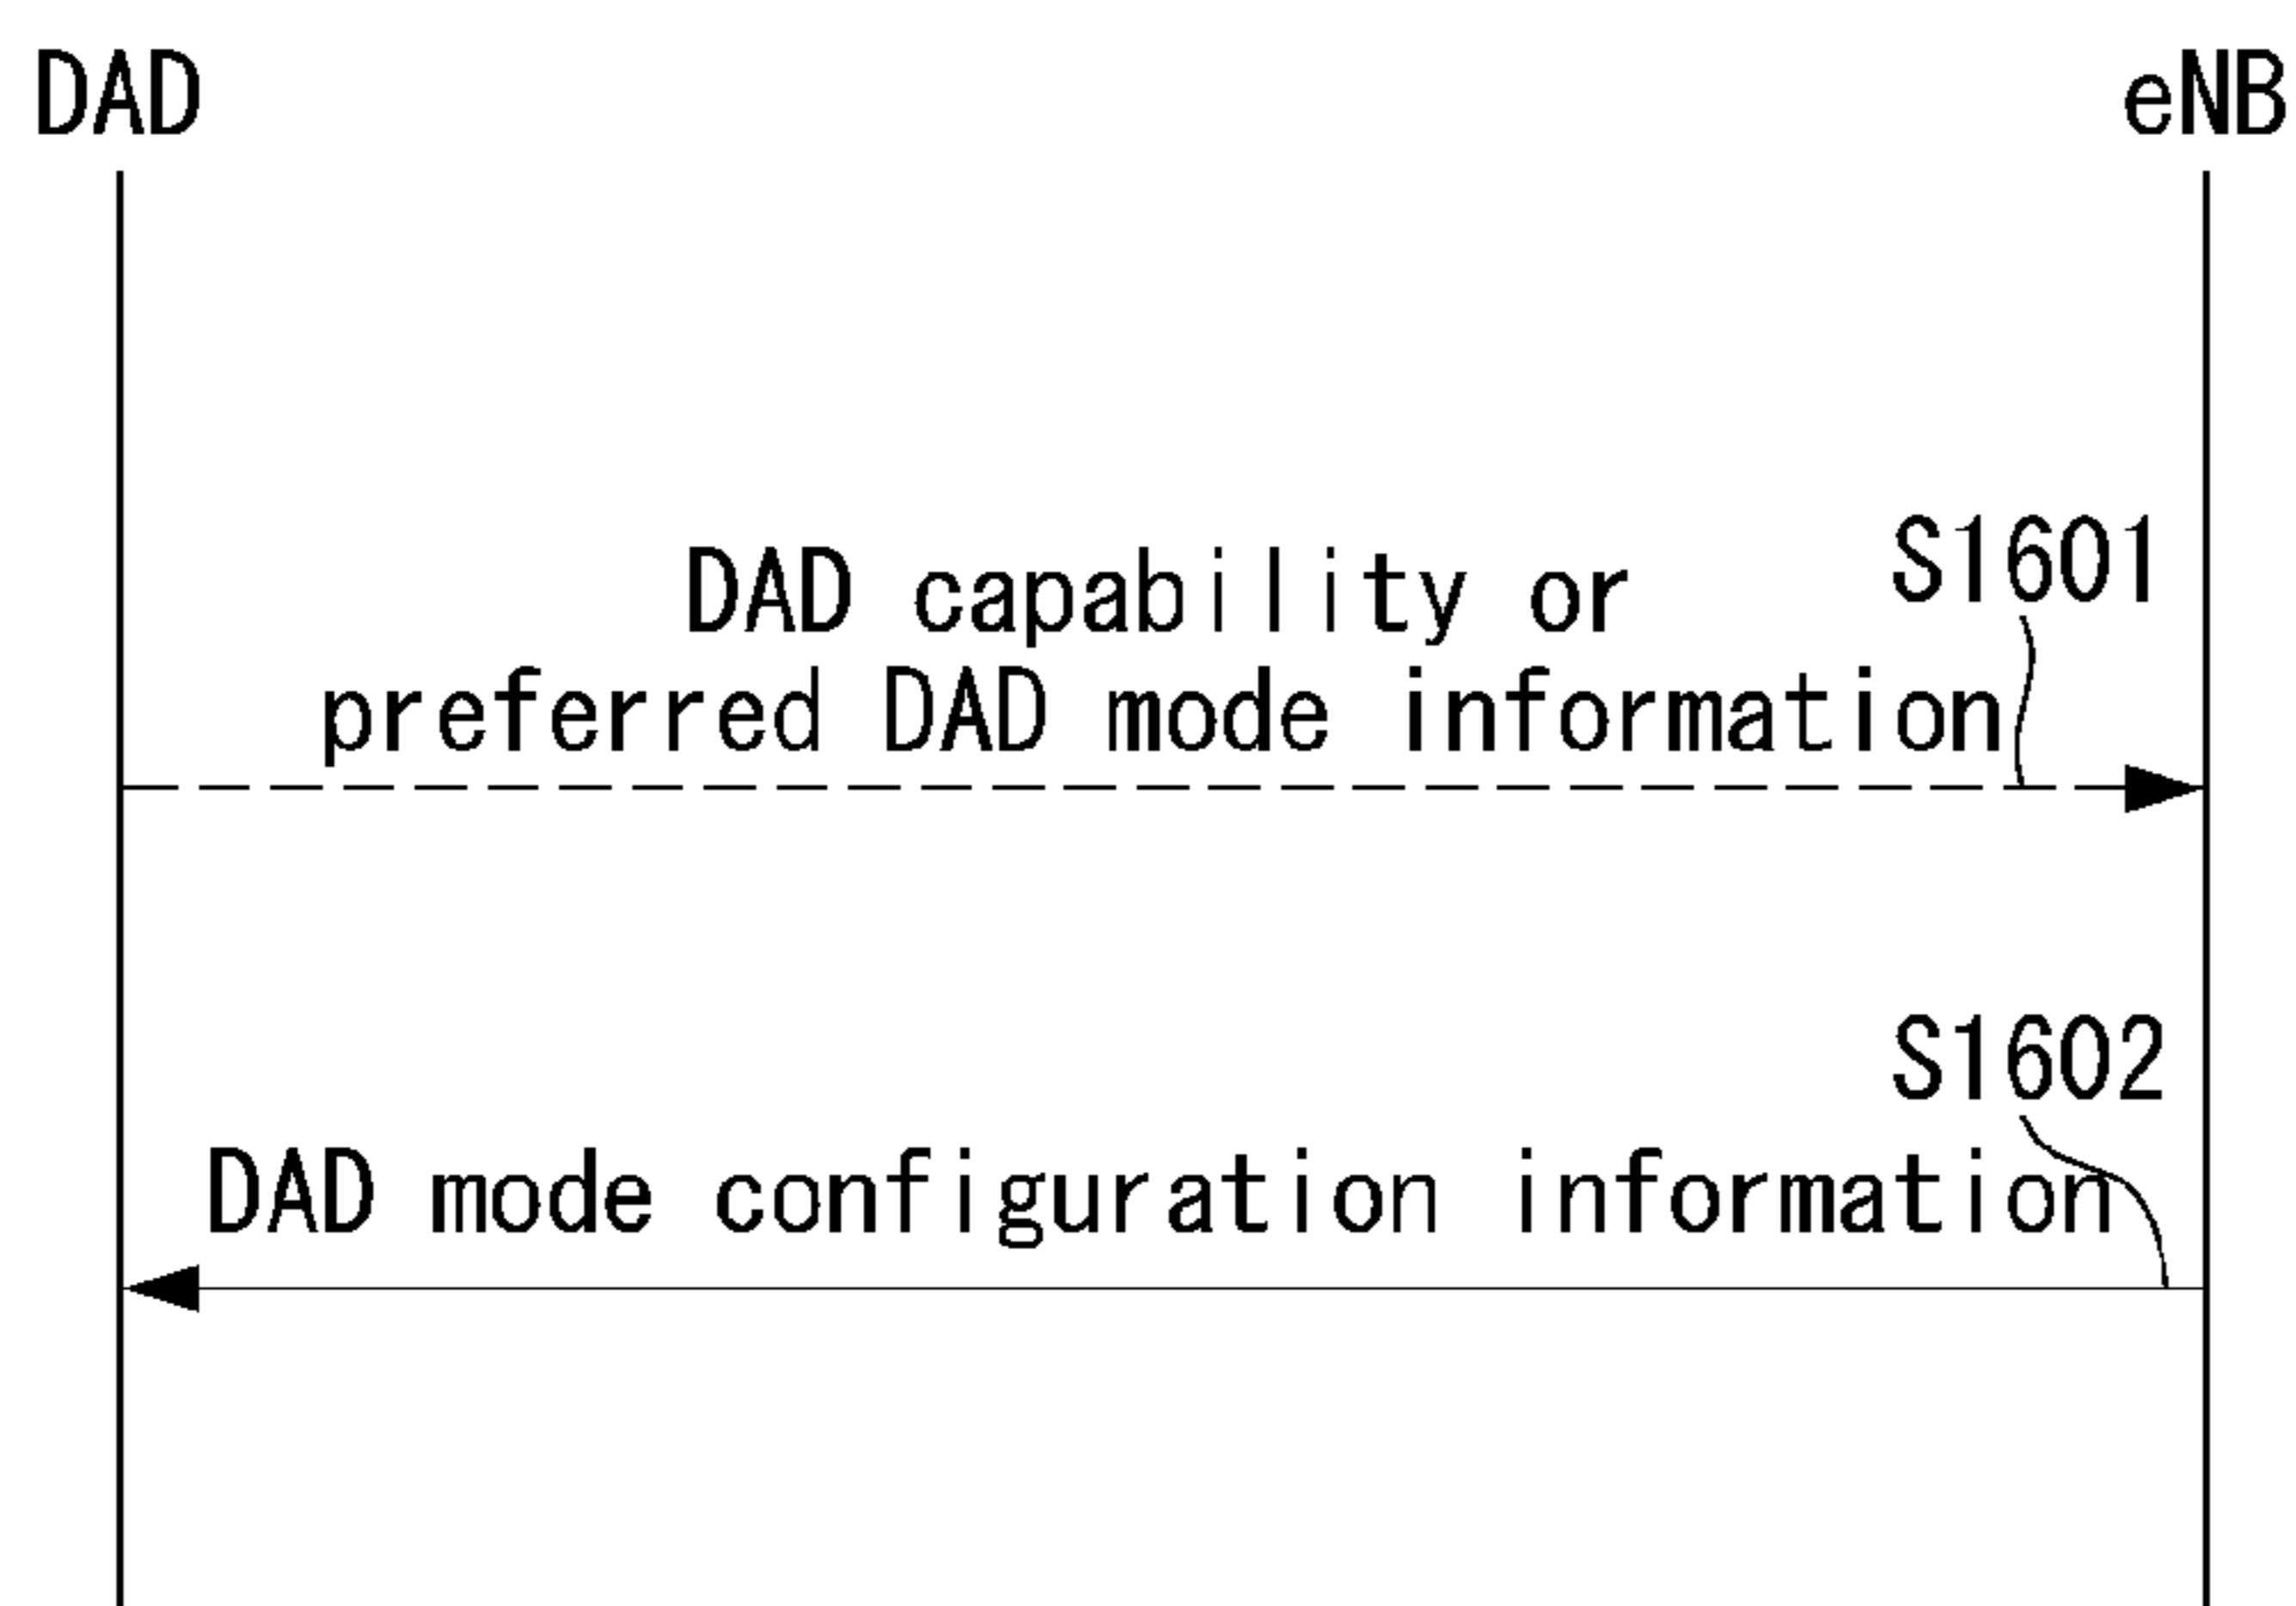 DAD eNB
S1601
DAD capability or
preferred DAD mode information
S1602
DAD mode configuration information